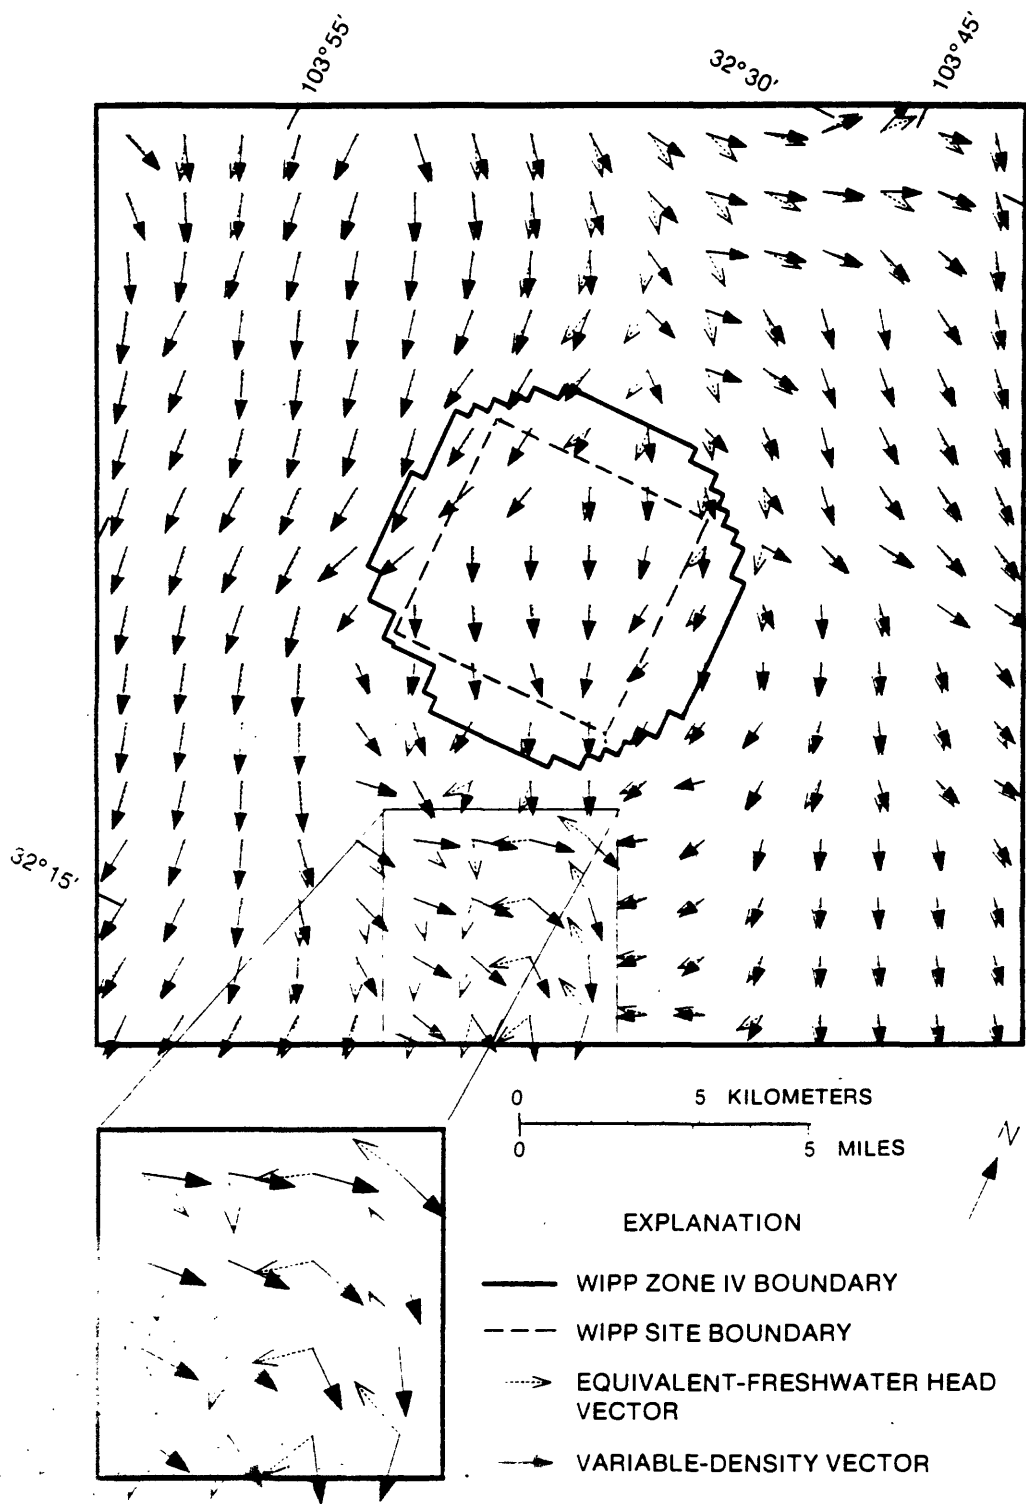 103°55'
32°30'
103°45'
32°15'
0 5 KILOMETERS
0 5 MILES
N
EXPLANATION
WIPP ZONE IV BOUNDARY
WIPP SITE BOUNDARY
EQUIVALENT-FRESHWATER HEAD
VECTOR
VARIABLE-DENSITY VECTOR